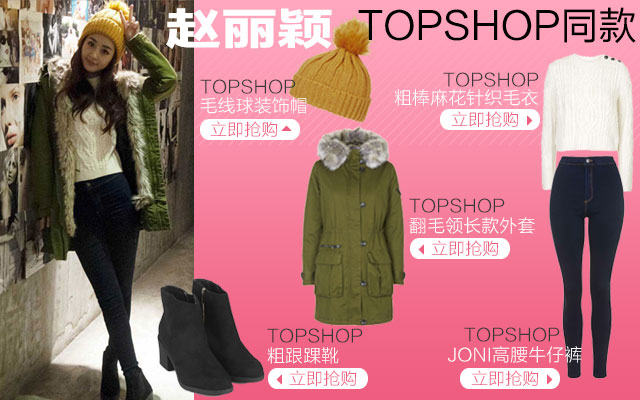 赵丽颖 TOPSHOP同款
TOPSHOP
毛线球装饰帽
立即抢购
TOPSHOP
粗棒麻花针织毛衣
立即抢购
TOPSHOP
翻毛领长款外套
立即抢购
TOPSHOP
粗跟踝靴
立即抢购
TOPSHOP
JONI高腰牛仔裤
立即抢购